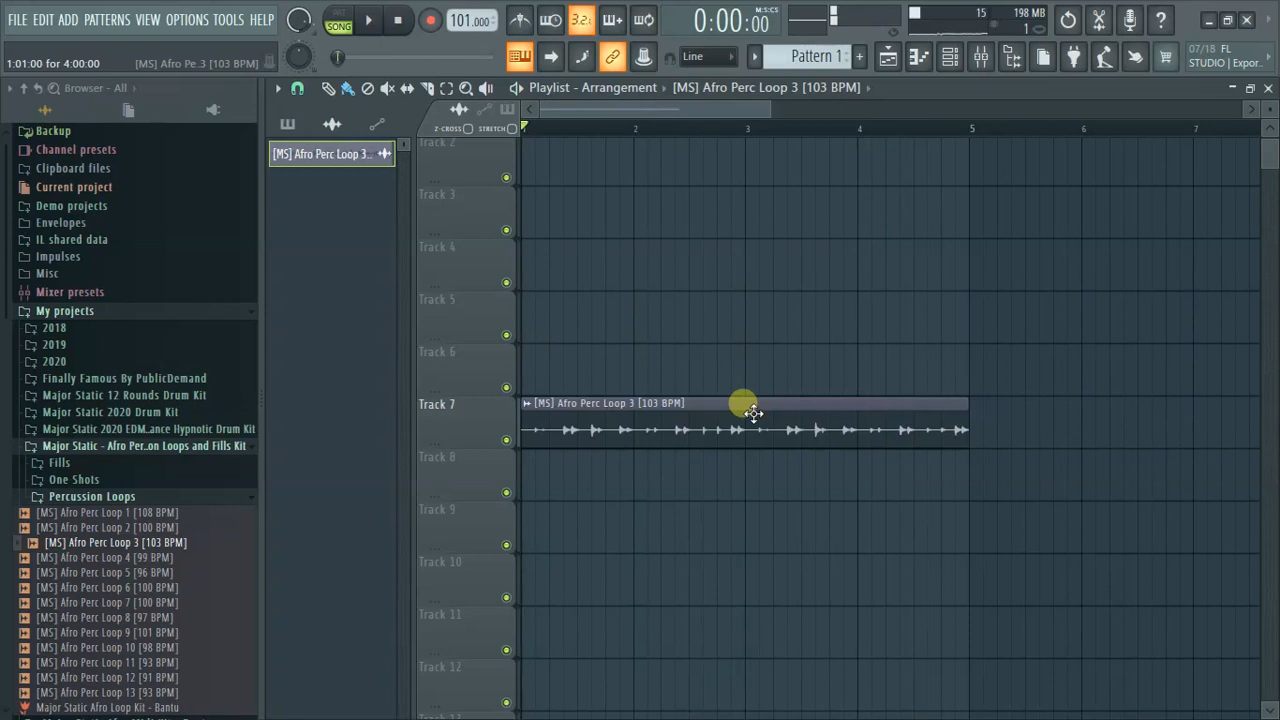 FILE EDIT ADD PATTERNS VIEW OPTIONS TOOLS HELP
PAT
SONG
101.000
3.2.
0:00:00
M:S:CS
15
198 MB
1
1:01:00 for 4:00:00
[MS] Afro Pe.3 [103 BPM]
Line
Pattern 1
07/18 FL
STUDIO | Expor..
Browser - All
Playlist - Arrangement
[MS] Afro Perc Loop 3 [103 BPM]
Z-CROSS
STRETCH
1
2
3
4
5
6
7
[MS] Afro Perc Loop 3..
Backup
Channel presets
Clipboard files
Current project
Demo projects
Envelopes
IL shared data
Impulses
Misc
Mixer presets
My projects
2018
2019
2020
Finally Famous By PublicDemand
Major Static 12 Rounds Drum Kit
Major Static 2020 Drum Kit
Major Static 2020 EDM..ance Hypnotic Drum Kit
Major Static - Afro Per..on Loops and Fills Kit
Fills
One Shots
Percussion Loops
[MS] Afro Perc Loop 1 [108 BPM]
[MS] Afro Perc Loop 2 [100 BPM]
[MS] Afro Perc Loop 3 [103 BPM]
[MS] Afro Perc Loop 4 [99 BPM]
[MS] Afro Perc Loop 5 [96 BPM]
[MS] Afro Perc Loop 6 [100 BPM]
[MS] Afro Perc Loop 7 [100 BPM]
[MS] Afro Perc Loop 8 [97 BPM]
[MS] Afro Perc Loop 9 [101 BPM]
[MS] Afro Perc Loop 10 [98 BPM]
[MS] Afro Perc Loop 11 [93 BPM]
[MS] Afro Perc Loop 12 [91 BPM]
[MS] Afro Perc Loop 13 [93 BPM]
Major Static Afro Loop Kit - Bantu
Track 2
Track 3
Track 4
Track 5
Track 6
Track 7
[MS] Afro Perc Loop 3 [103 BPM]
Track 8
Track 9
Track 10
Track 11
Track 12